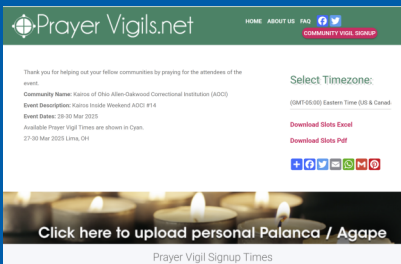 Prayer Vigils.net
HOME ABOUT US FAQ
COMMUNITY VIGIL SIGNUP
Thank you for helping out your fellow communities by praying for the attendees of the
event.
Community Name: Kairos of Ohio Allen-Oakwood Correctional Institution (AOCI)
Event Description: Kairos Inside Weekend AOCI #14
Event Dates: 28-30 Mar 2025
Available Prayer Vigil Times are shown in Cyan.
27-30 Mar 2025 Lima, OH
Select Timezone:
(GMT-05:00) Eastern Time (US & Canad
Download Slots Excel
Download Slots Pdf
Click here to upload personal Palanca / Agape
Prayer Vigil Signup Times